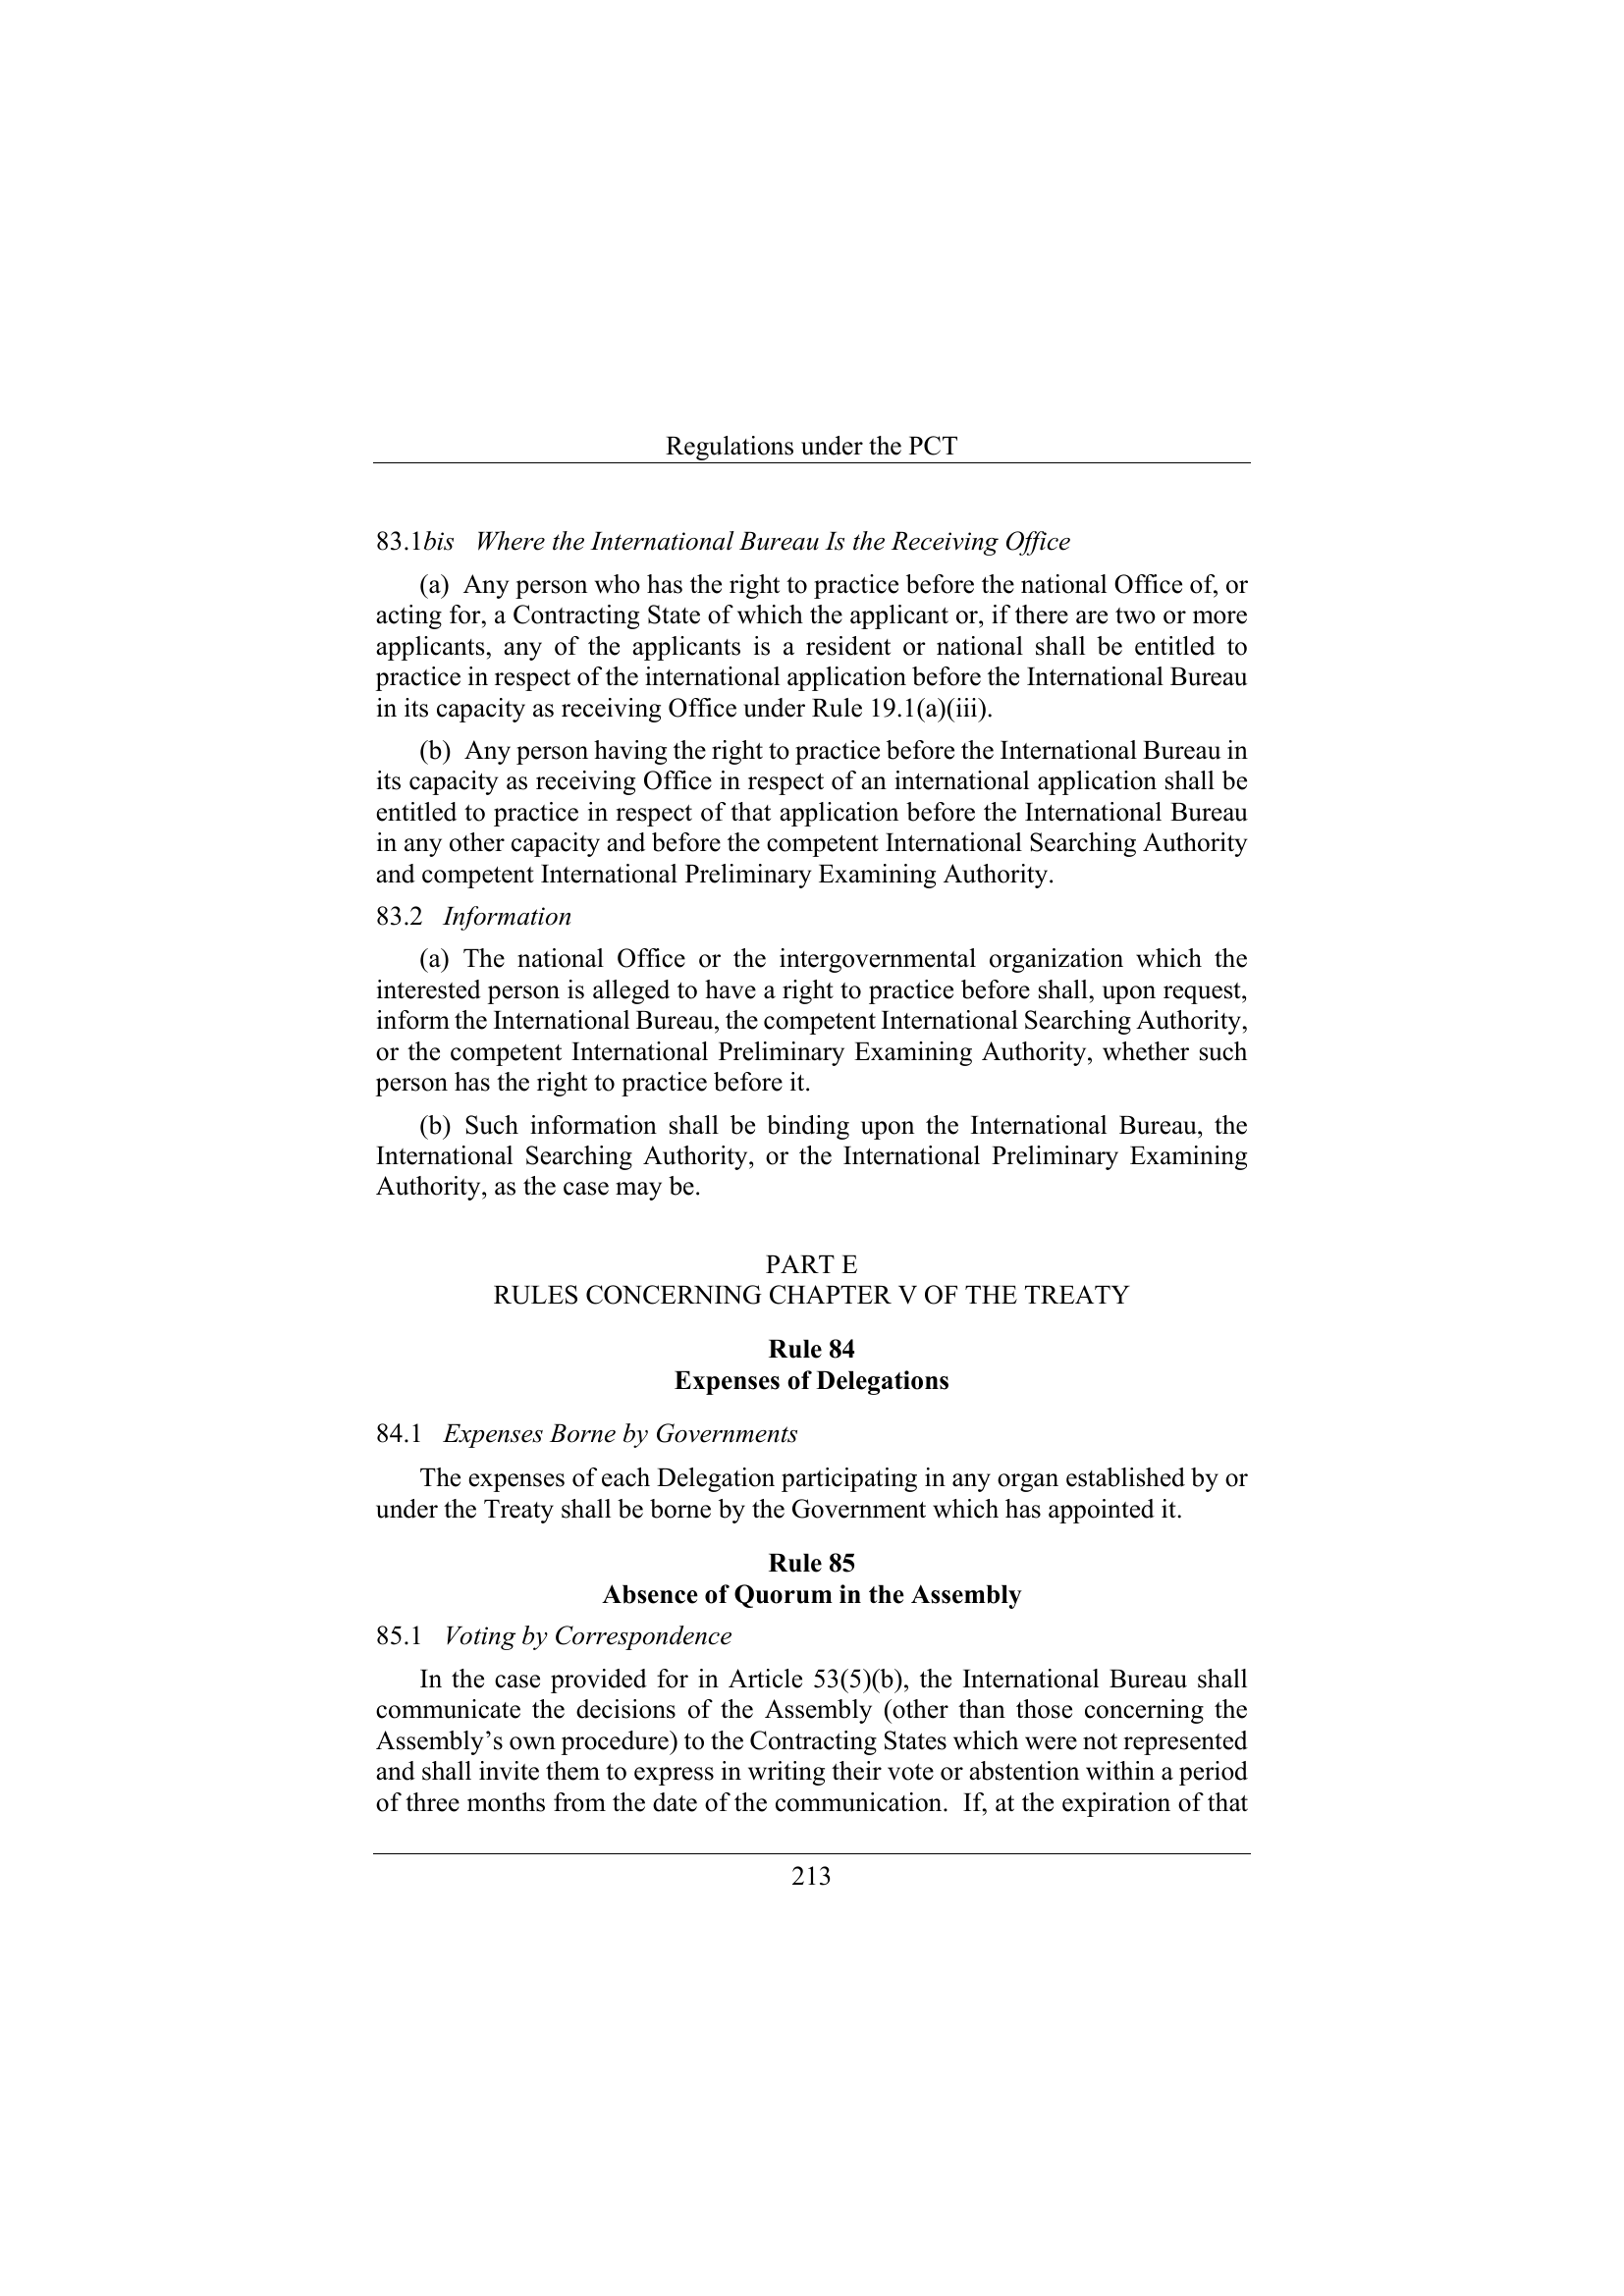 Regulations under the PCT
83.1bis Where the International Bureau Is the Receiving Office
(a) Any person who has the right to practice before the national Office of, or
acting for, a Contracting State of which the applicant or, if there are two or more
applicants, any of the applicants is a resident or national shall be entitled to
practice in respect of the international application before the International Bureau
in its capacity as receiving Office under Rule 19.1(a)(iii).
(b) Any person having the right to practice before the International Bureau in
its capacity as receiving Office in respect of an international application shall be
entitled to practice in respect of that application before the International Bureau
in any other capacity and before the competent International Searching Authority
and competent International Preliminary Examining Authority.
83.2 Information
(a) The national Office or the intergovernmental organization which the
interested person is alleged to have a right to practice before shall, upon request,
inform the International Bureau, the competent International Searching Authority,
or the competent International Preliminary Examining Authority, whether such
person has the right to practice before it.
(b) Such information shall be binding upon the International Bureau, the
International Searching Authority, or the International Preliminary Examining
Authority, as the case may be.
PART E
RULES CONCERNING CHAPTER V OF THE TREATY
Rule 84
Expenses of Delegations
84.1 Expenses Borne by Governments
The expenses of each Delegation participating in any organ established by or
under the Treaty shall be borne by the Government which has appointed it.
Rule 85
Absence of Quorum in the Assembly
85.1 Voting by Correspondence
In the case provided for in Article 53(5)(b), the International Bureau shall
communicate the decisions of the Assembly (other than those concerning the
Assembly’s own procedure) to the Contracting States which were not represented
and shall invite them to express in writing their vote or abstention within a period
of three months from the date of the communication. If, at the expiration of that
213